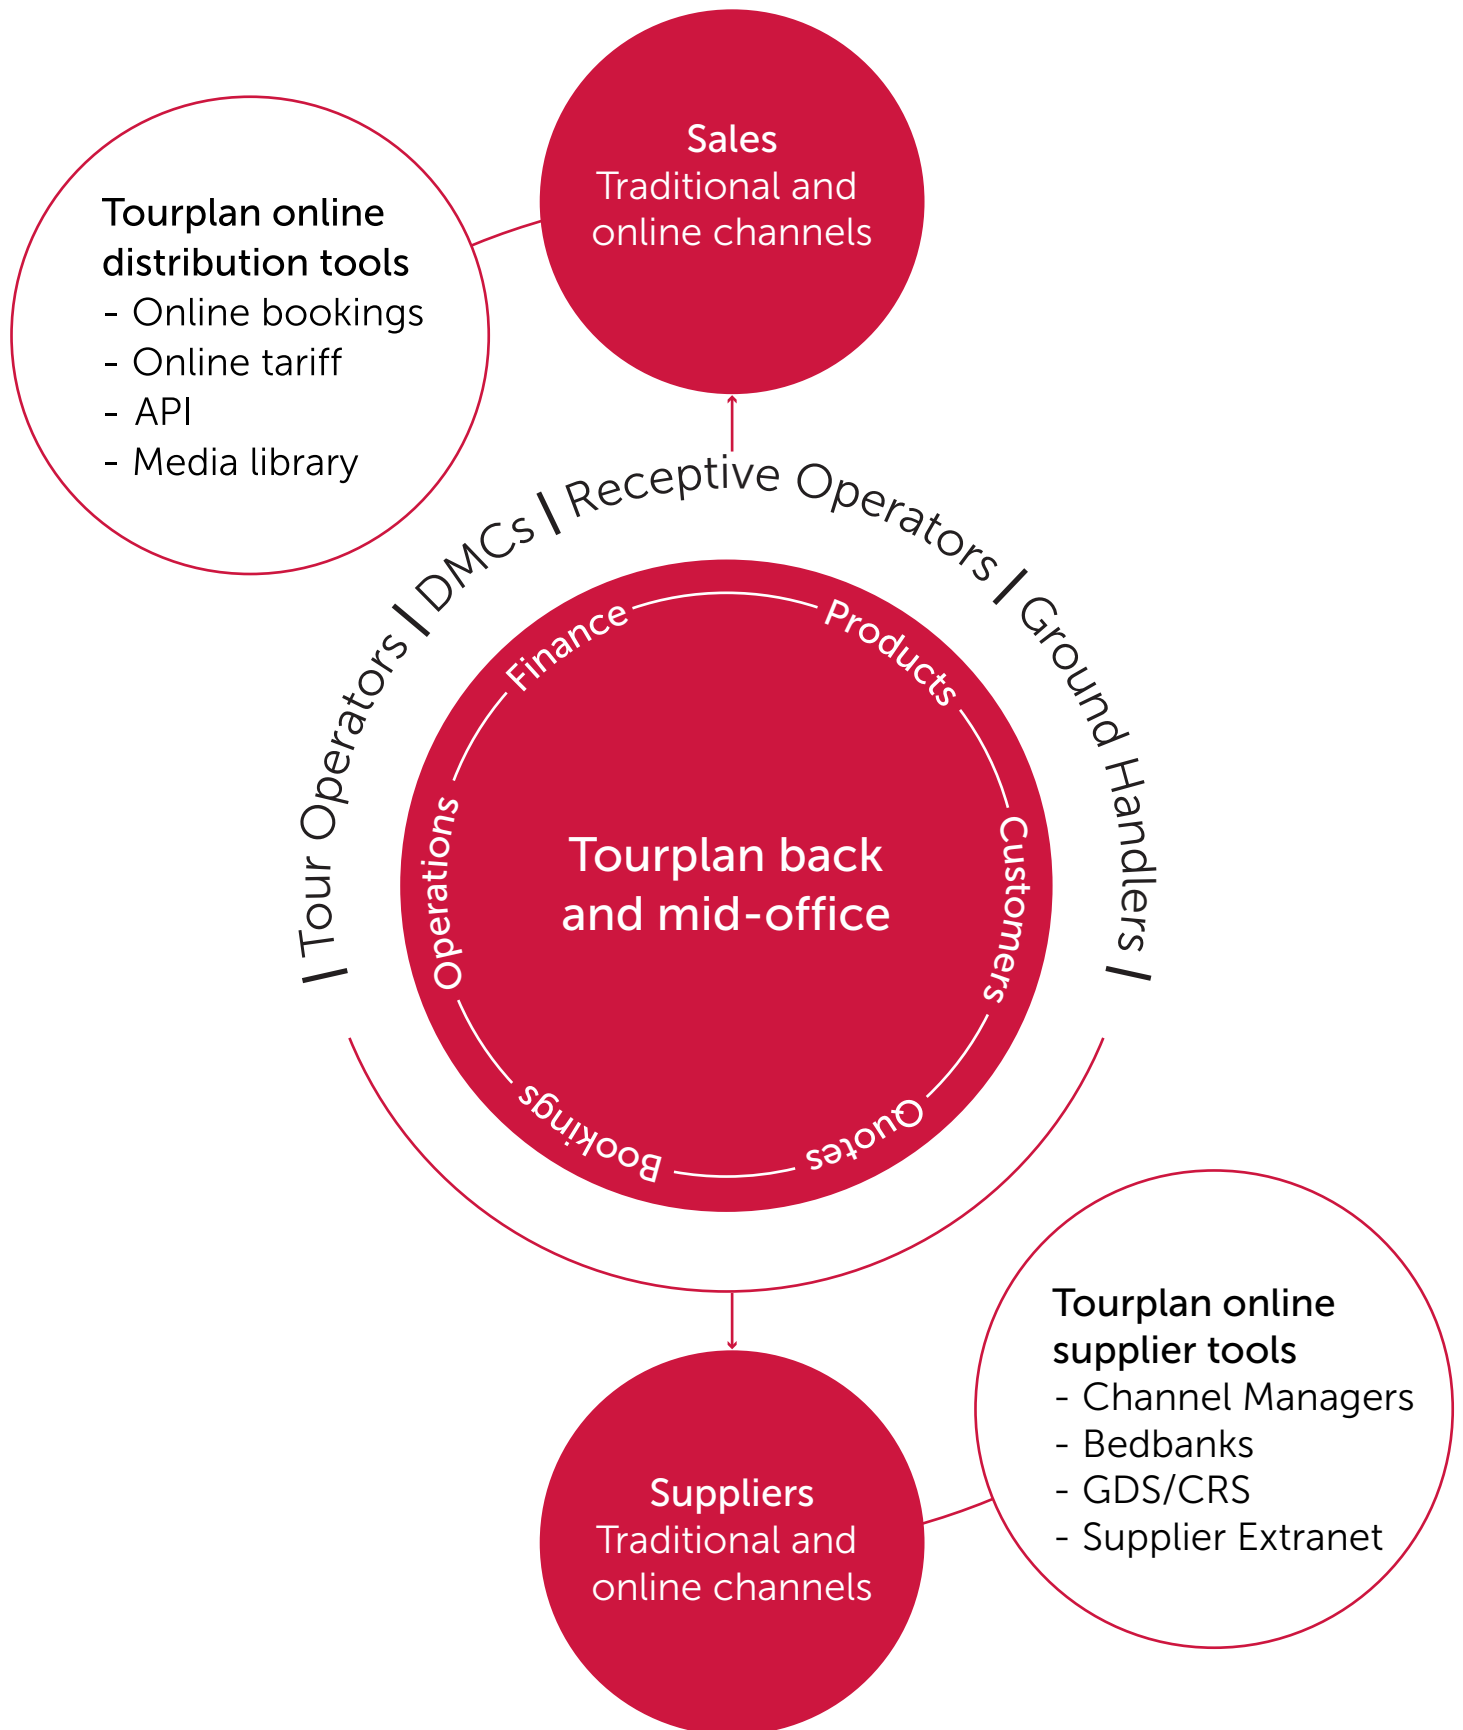 Sales
Traditional and
online channels
Tourplan online
distribution tools
- Online bookings
- Online tariff
- API
- Media library
| Tour Operators | DMCs | Receptive Operators | Ground Handlers |
Finance
Products
Customers
Quotes
Bookings
Operations
Tourplan back
and mid-office
Tourplan online
supplier tools
- Channel Managers
- Bedbanks
- GDS/CRS
- Supplier Extranet
Suppliers
Traditional and
online channels